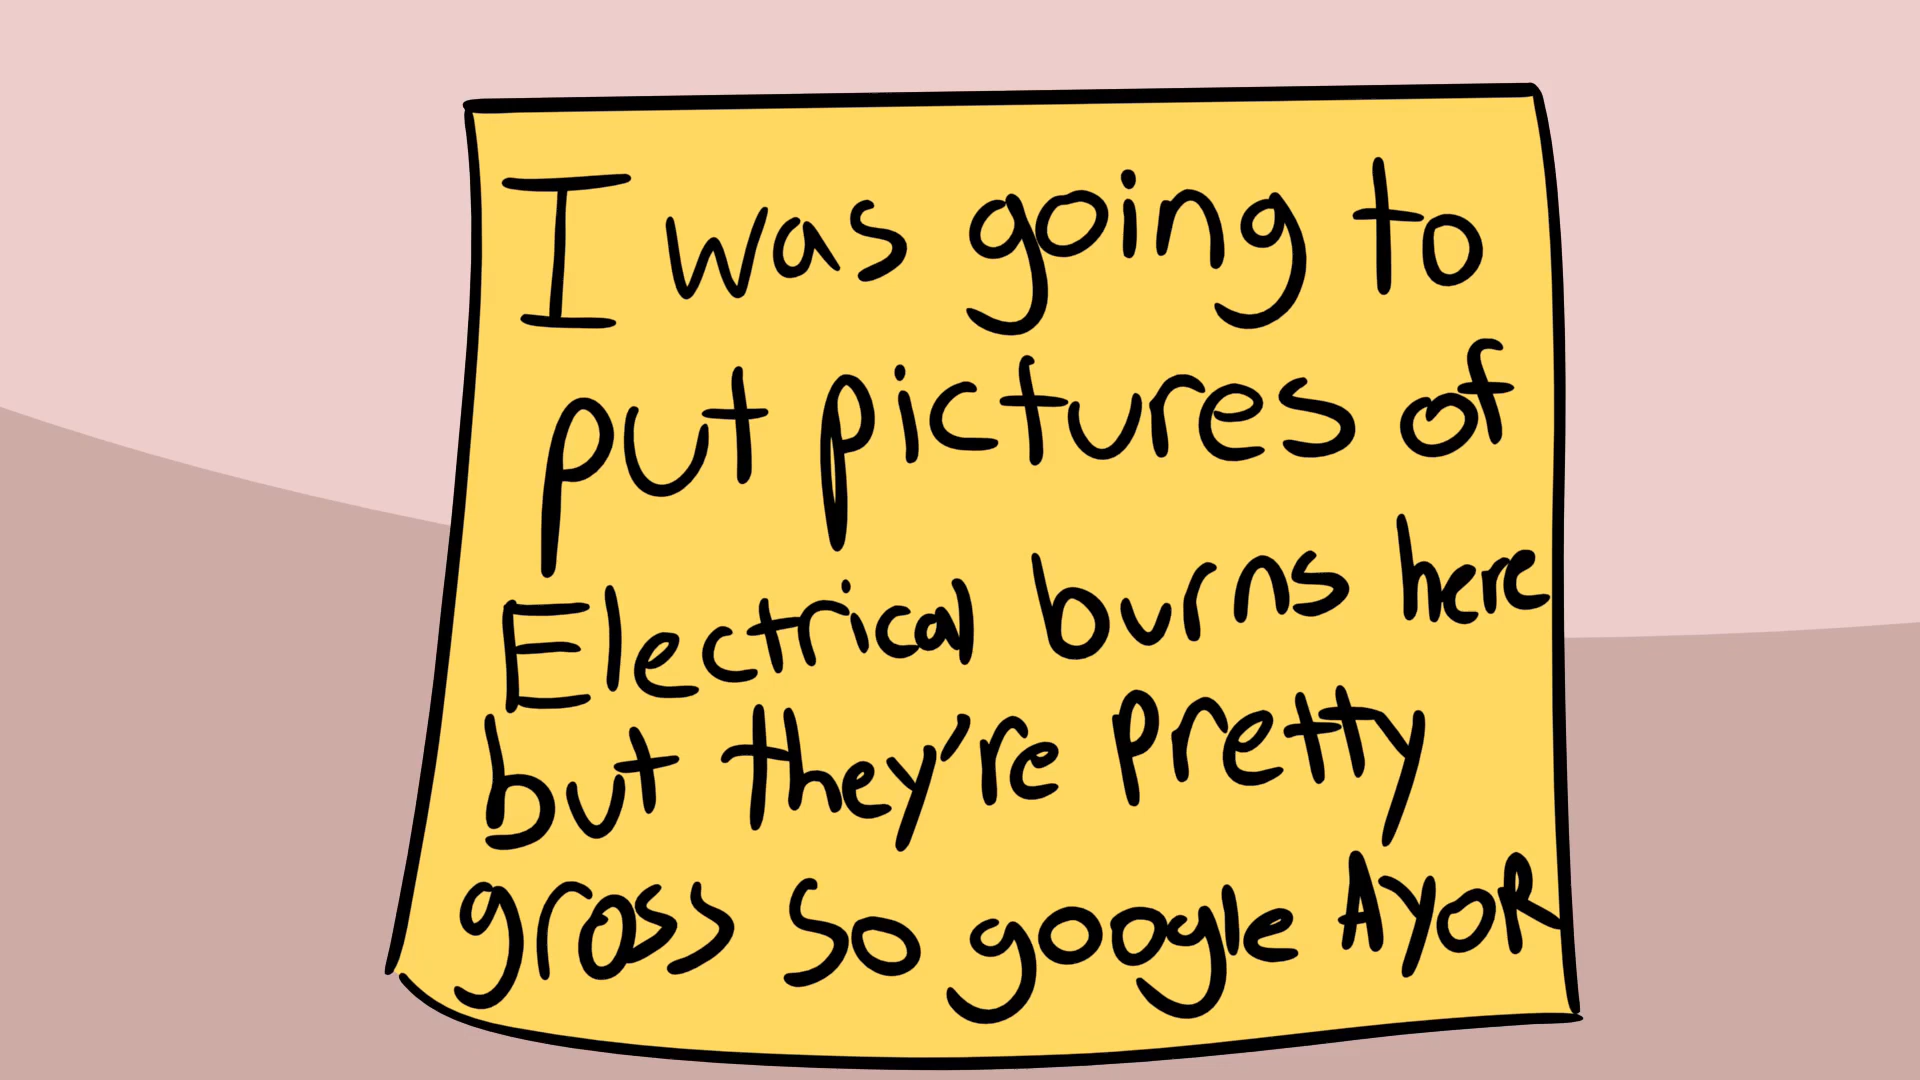 I was going to
put pictures of
Electrical burns here
but they're pretty
gross so google AYOR